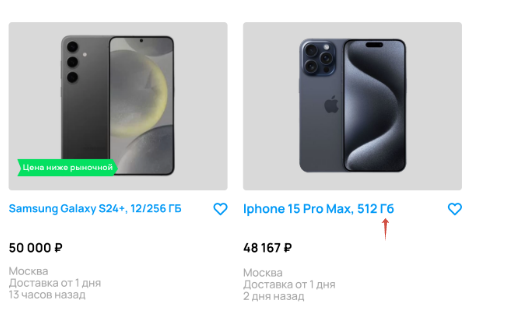 Цена ниже рыночной
Samsung Galaxy S24+, 12/256 ГБ
50 000 ₽
Москва
Доставка от 1 дня
13 часов назад
Iphone 15 Pro Max, 512 Гб
48 167 ₽
Москва
Доставка от 1 дня
2 дня назад